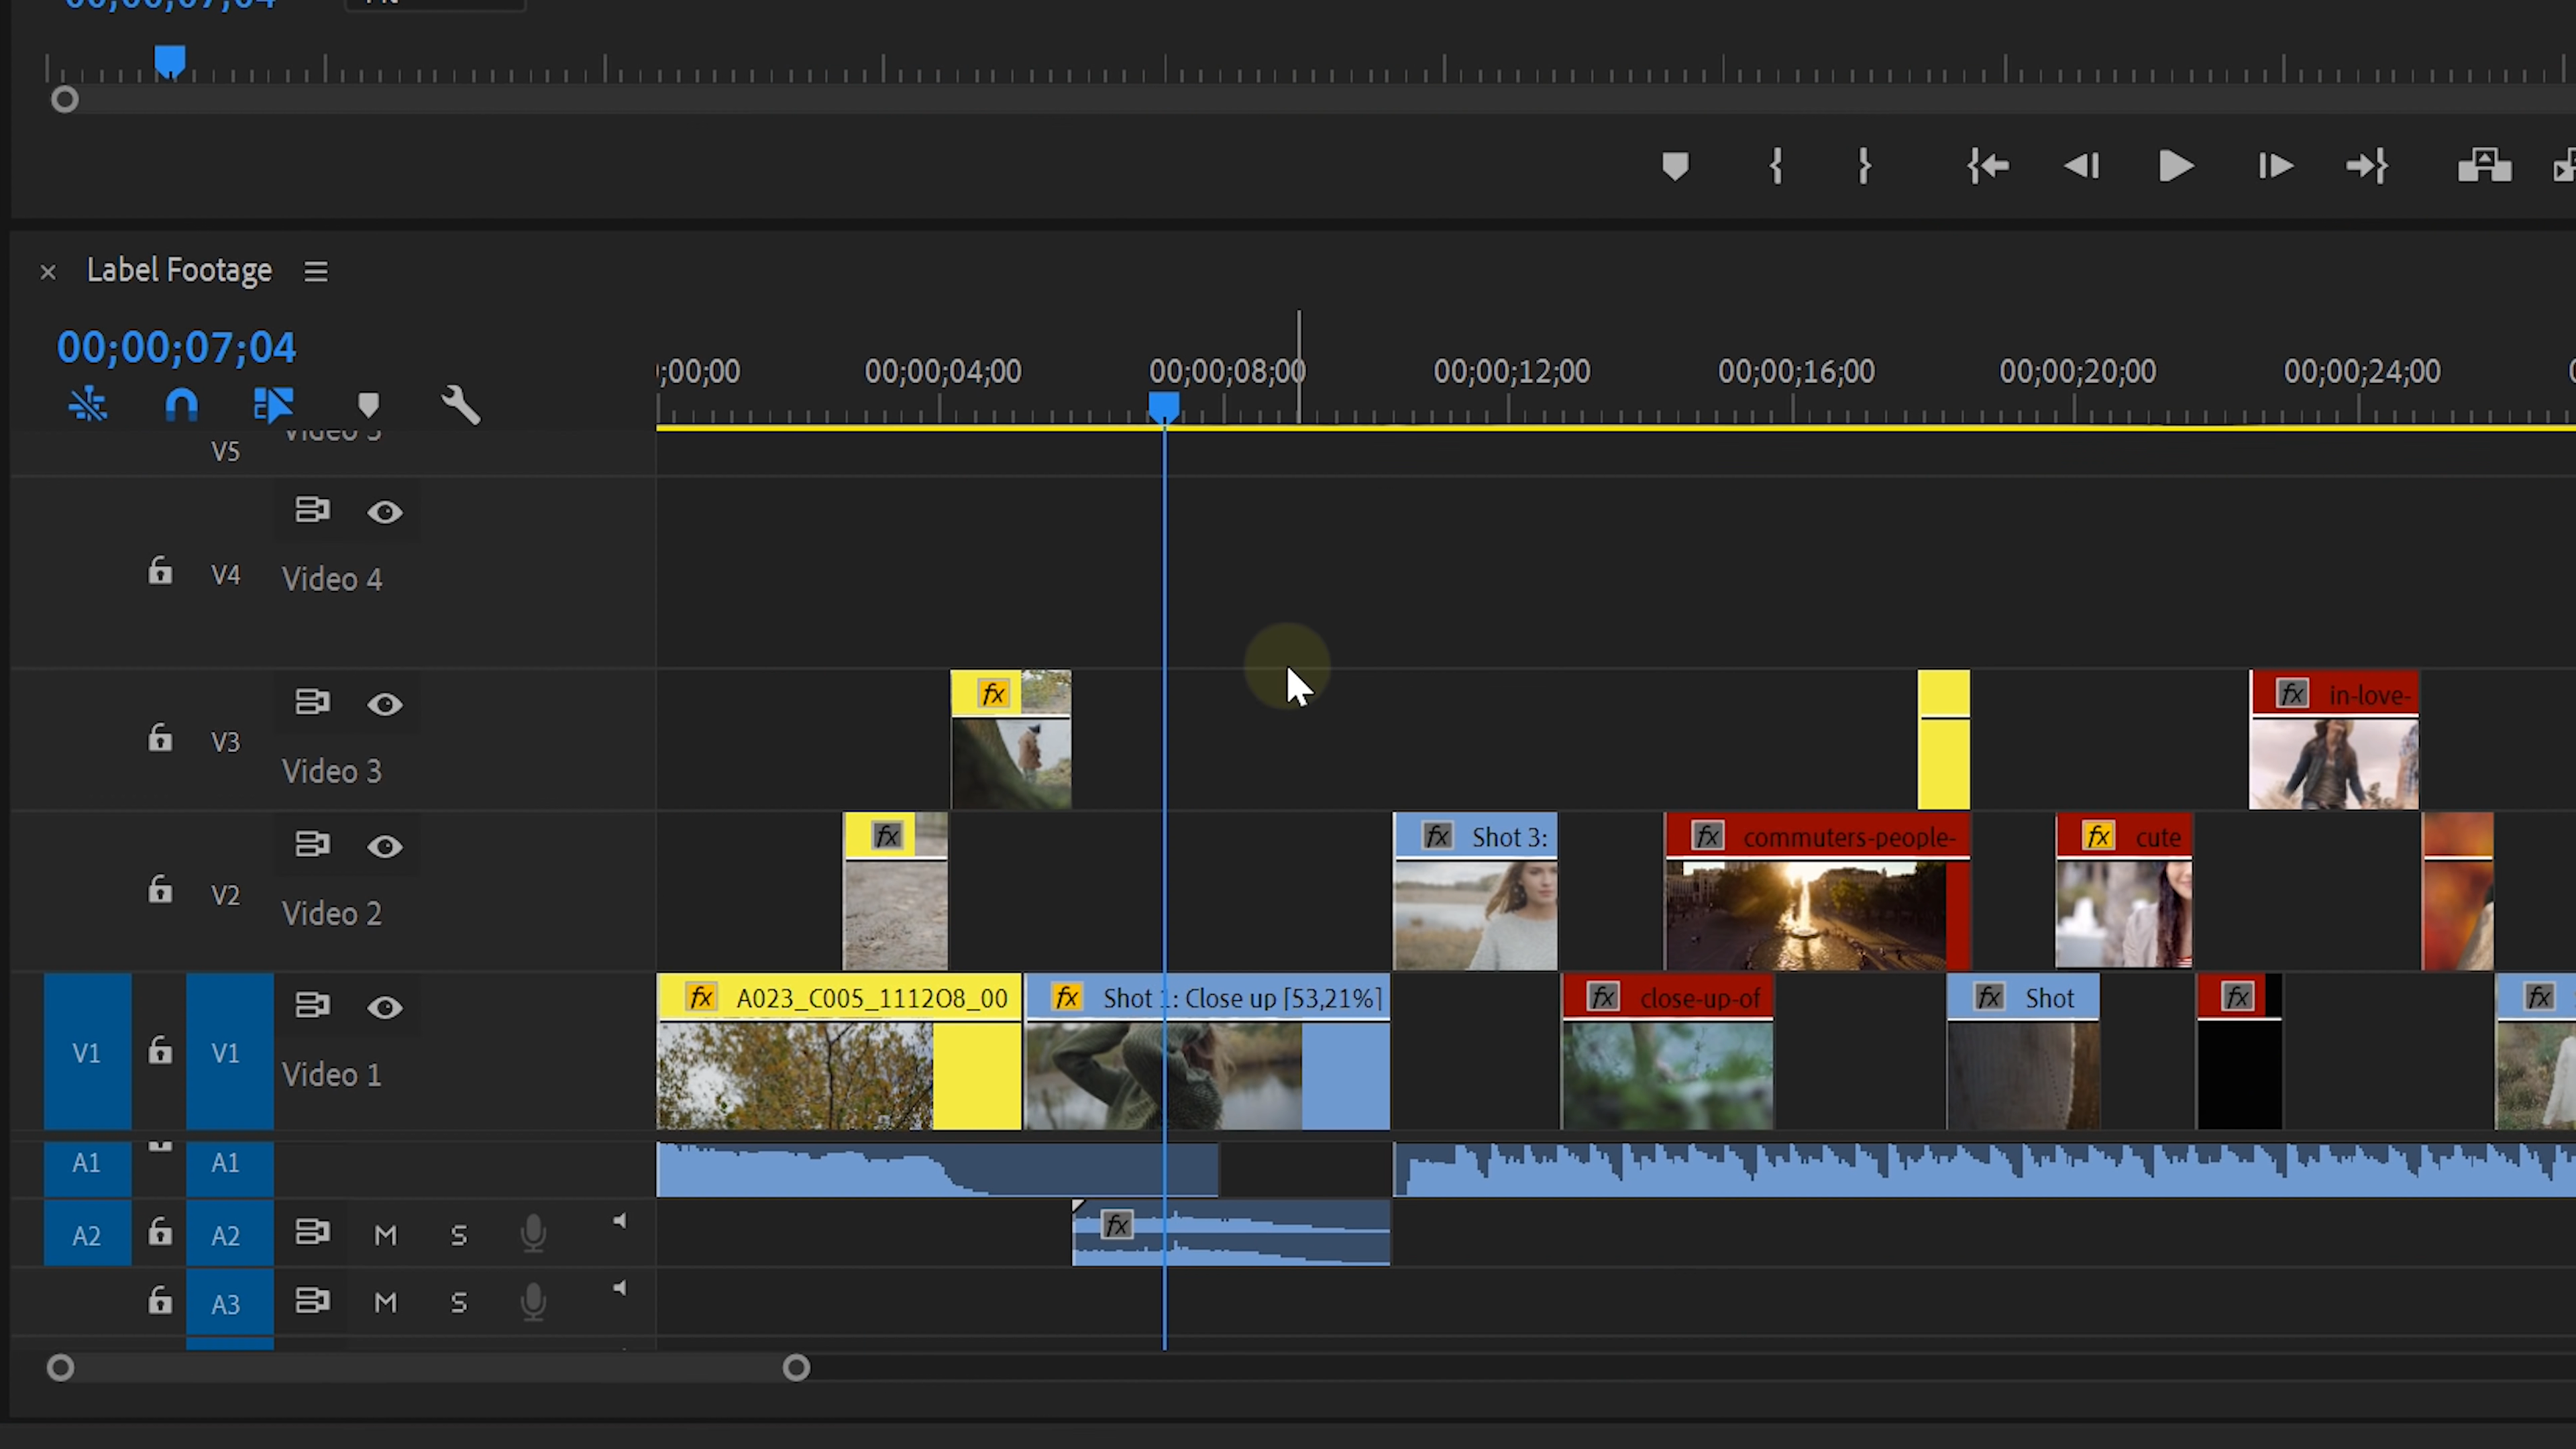 00;00;07;04
Label Footage
00;00;07;04
;00;00
00;00;04;00
00;00;08;00
00;00;12;00
00;00;16;00
00;00;20;00
00;00;24;00
V5
V4
Video 4
V3
Video 3
fx
fx in-love-
V2
Video 2
fx
fx Shot 3:
fx commuters-people-
fx cute
V1
V1
Video 1
fx A023_C005_1112O8_00
fx Shot 1: Close up [53,21%]
fx close-up-of
fx Shot
fx
fx
A1
A1
A2
A2
M
S
fx
A3
M
S